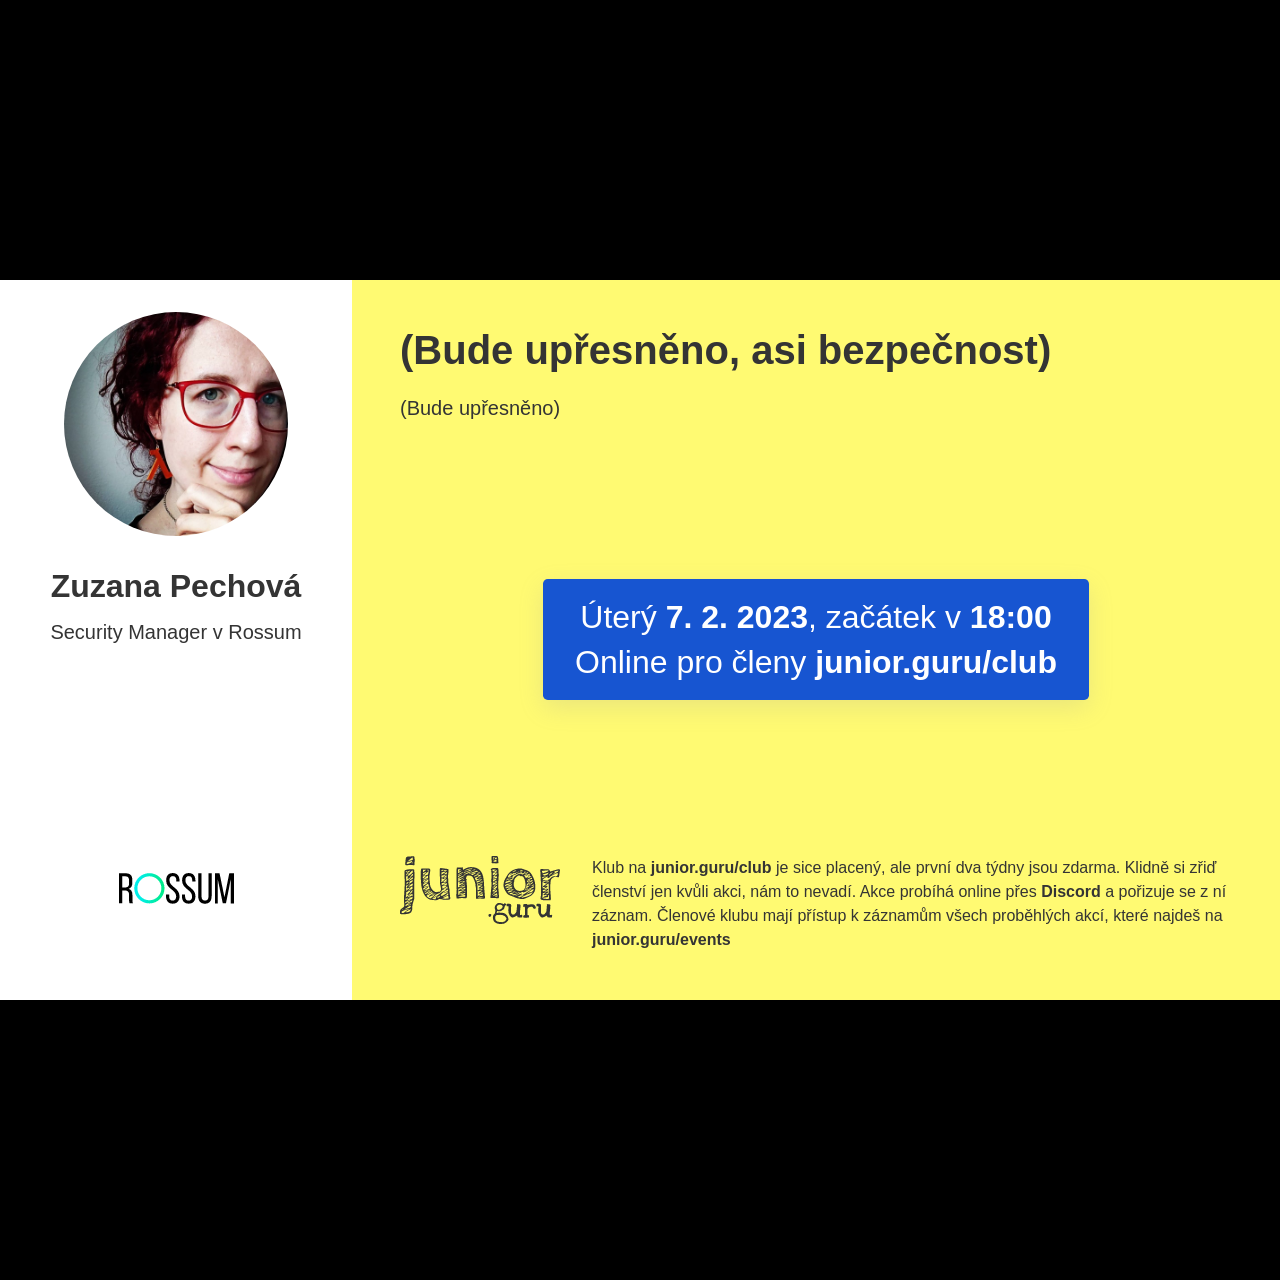 Zuzana Pechová
Security Manager v Rossum
ROSSUM
(Bude upřesněno, asi bezpečnost)
(Bude upřesněno)
Úterý 7. 2. 2023, začátek v 18:00
Online pro členy junior.guru/club
junior
.guru
Klub na junior.guru/club je sice placený, ale první dva týdny jsou zdarma. Klidně si zřiď
členství jen kvůli akci, nám to nevadí. Akce probíhá online přes Discord a pořizuje se z ní
záznam. Členové klubu mají přístup k záznamům všech proběhlých akcí, které najdeš na
junior.guru/events